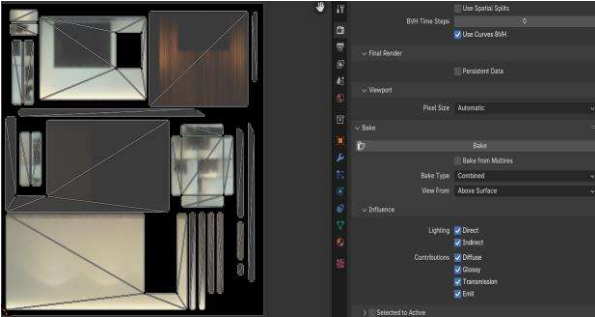 Use Spatial Splits
BVH Time Steps 0
Use Curves BVH
Final Render
Persistent Data
Viewport
Pixel Size Automatic
Bake
Bake
Bake from Multires
Bake Type Combined
View From Above Surface
Influence
Lighting Direct
Indirect
Contributions Diffuse
Glossy
Transmission
Emit
Selected to Active